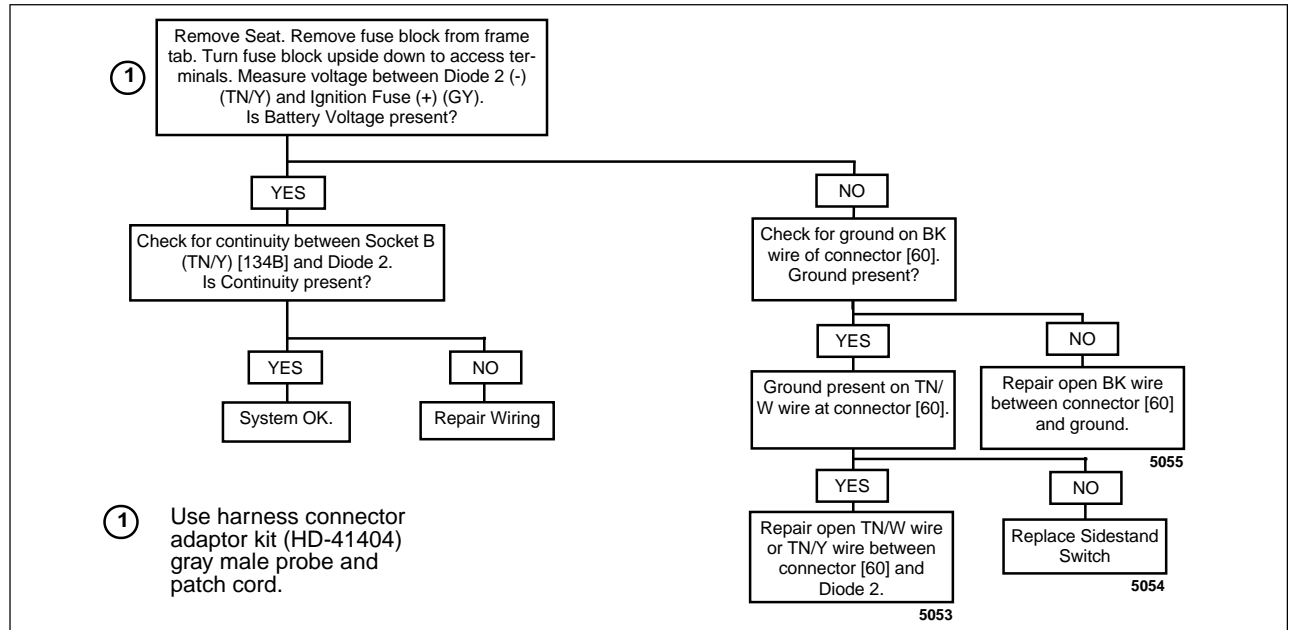 1
Remove Seat. Remove fuse block from frame
tab. Turn fuse block upside down to access ter-
minals. Measure voltage between Diode 2 (-)
(TN/Y) and Ignition Fuse (+) (GY).
Is Battery Voltage present?
YES
NO
Check for continuity between Socket B
(TN/Y) [134B] and Diode 2.
Is Continuity present?
Check for ground on BK
wire of connector [60].
Ground present?
YES
NO
System OK.
Repair Wiring
YES
NO
Ground present on TN/
W wire at connector [60].
Repair open BK wire
between connector [60]
and ground.
5055
YES
NO
Repair open TN/W wire
or TN/Y wire between
connector [60] and
Diode 2.
5053
Replace Sidestand
Switch
5054
1
Use harness connector
adaptor kit (HD-41404)
gray male probe and
patch cord.